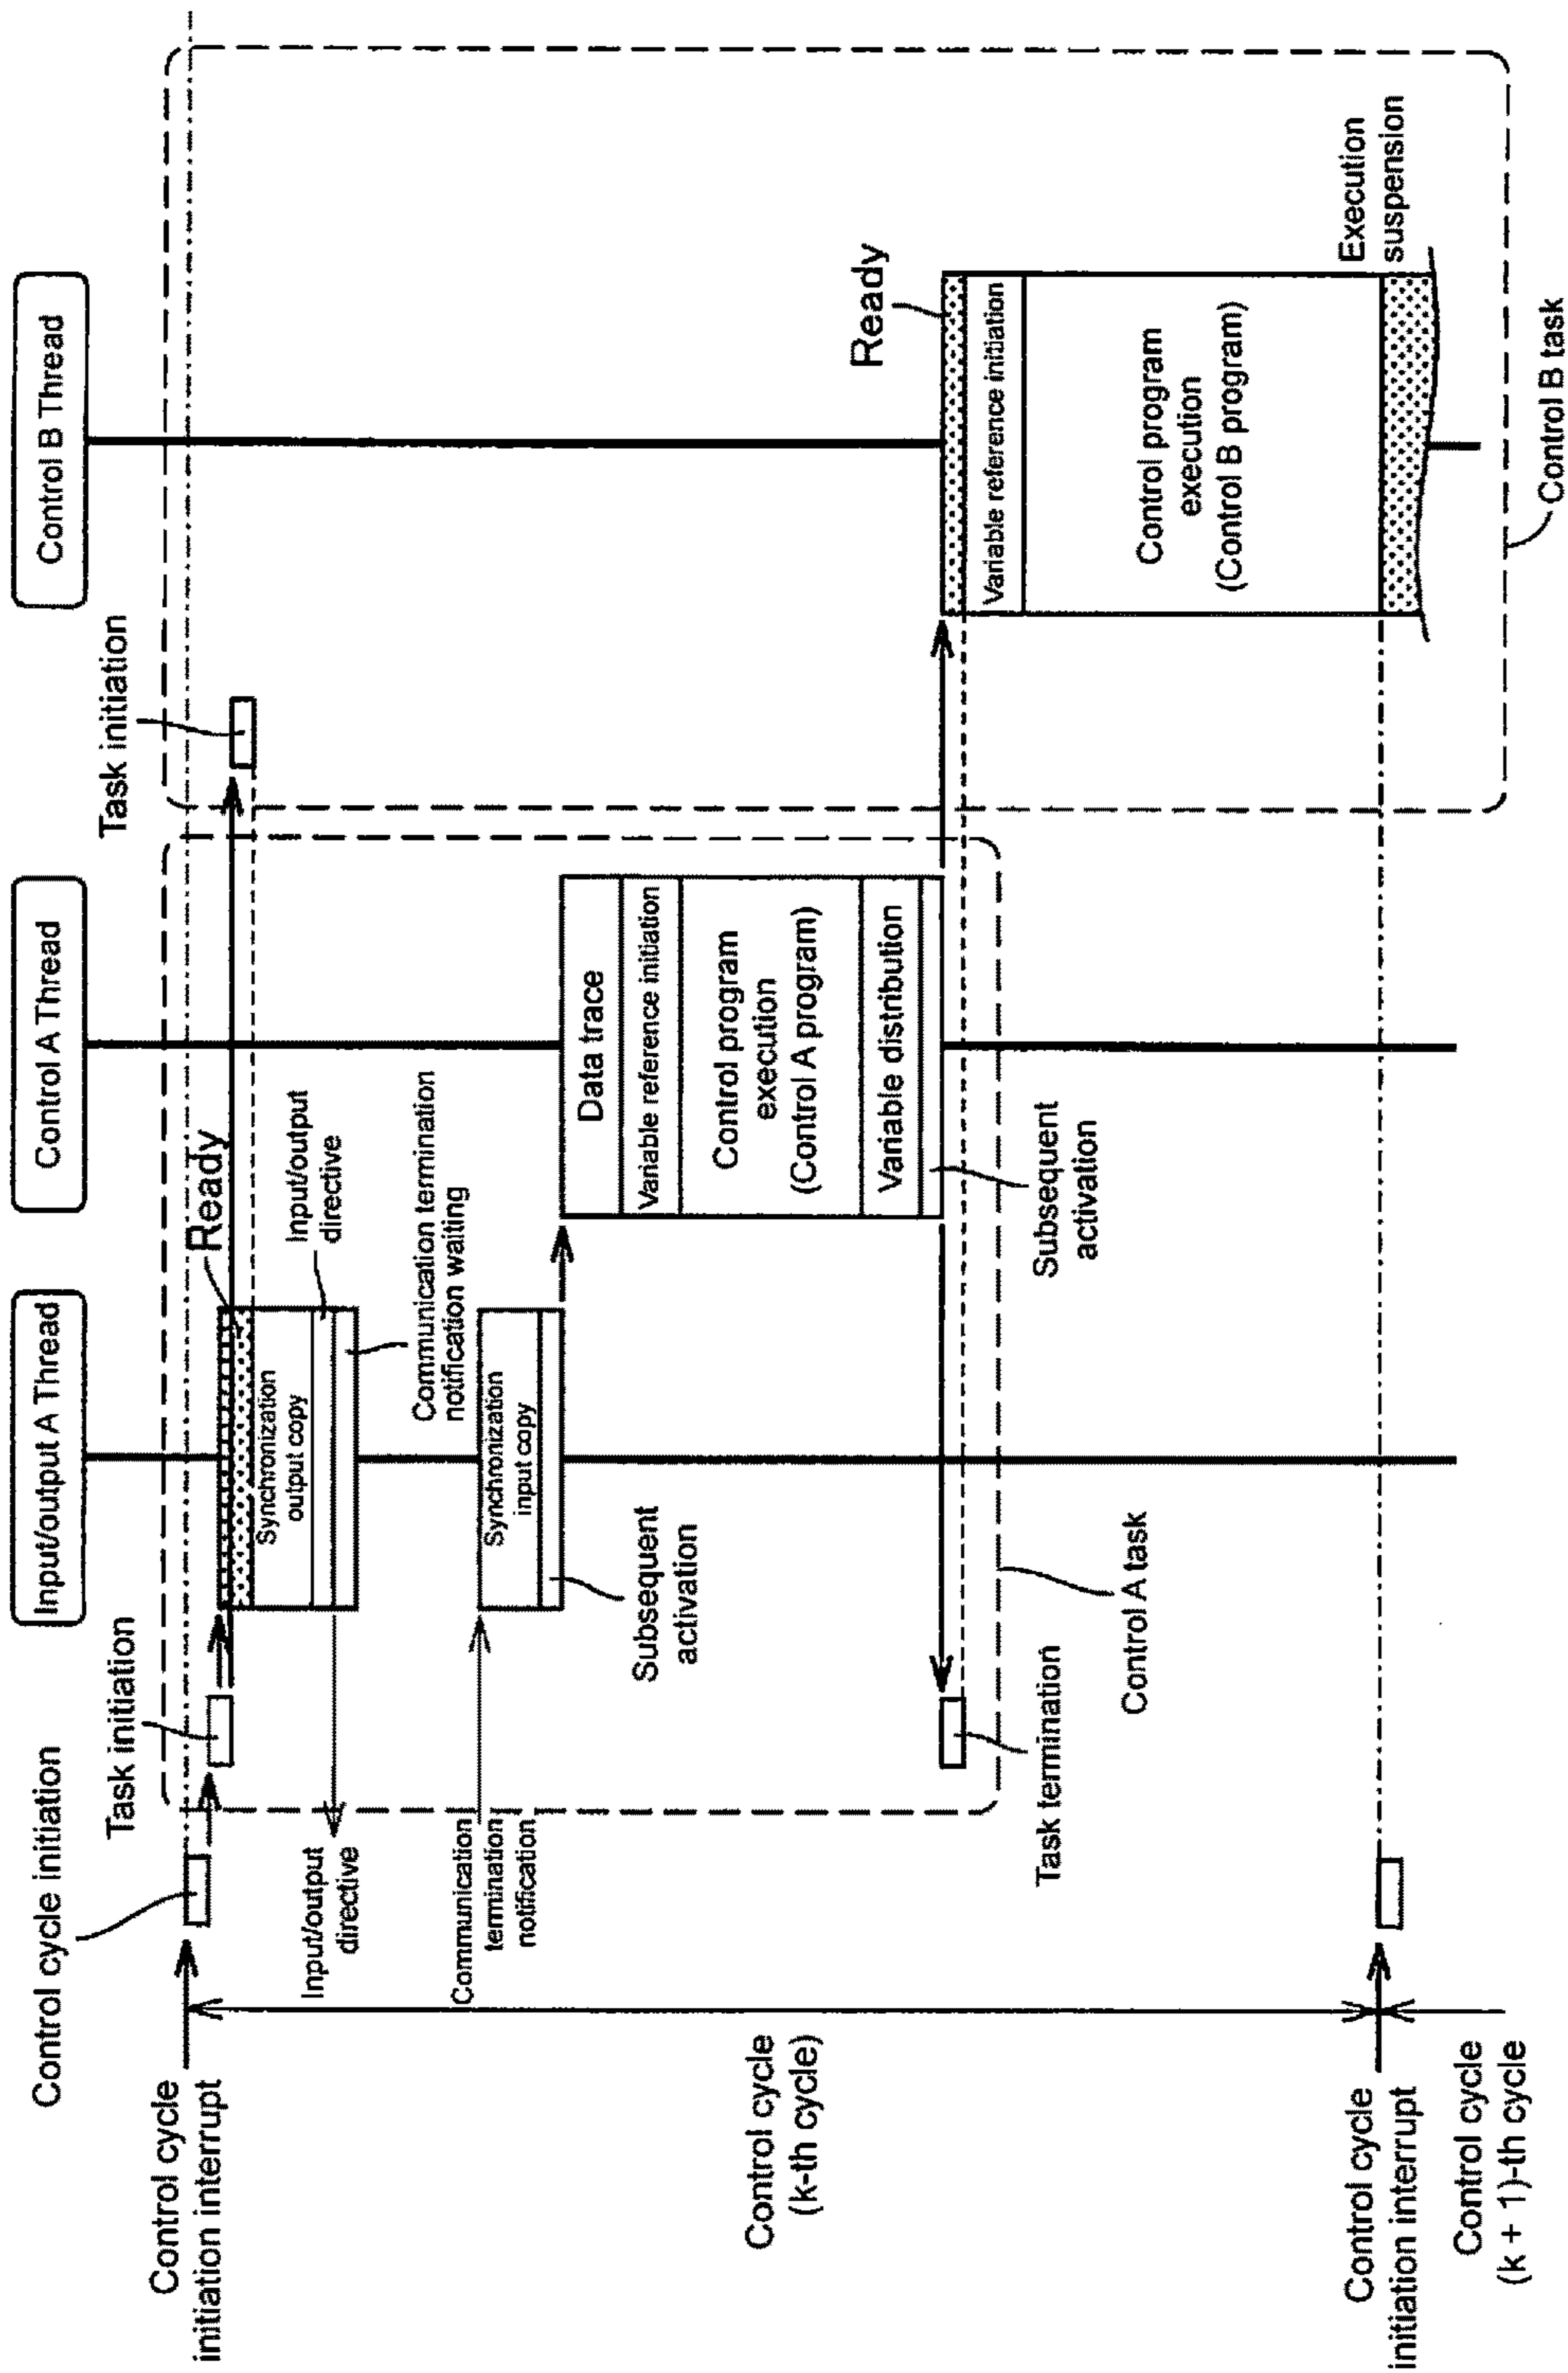 Input/output A Thread
Control A Thread
Control B Thread
Control cycle initiation
Task initiation
Task initiation
Control cycle
initiation interrupt
Ready
Synchronization
output copy
Input/output
directive
Input/output
directive
Communication termination
notification waiting
Communication
termination
notification
Synchronization
input copy
Subsequent
activation
Data trace
Variable reference initiation
Control program
execution
(Control A program)
Variable distribution
Subsequent
activation
Control cycle
(k-th cycle)
Task termination
Control A task
Ready
Variable reference initiation
Control program
execution
(Control B program)
Execution
suspension
Control B task
Control cycle
initiation interrupt
Control cycle
(k + 1)-th cycle